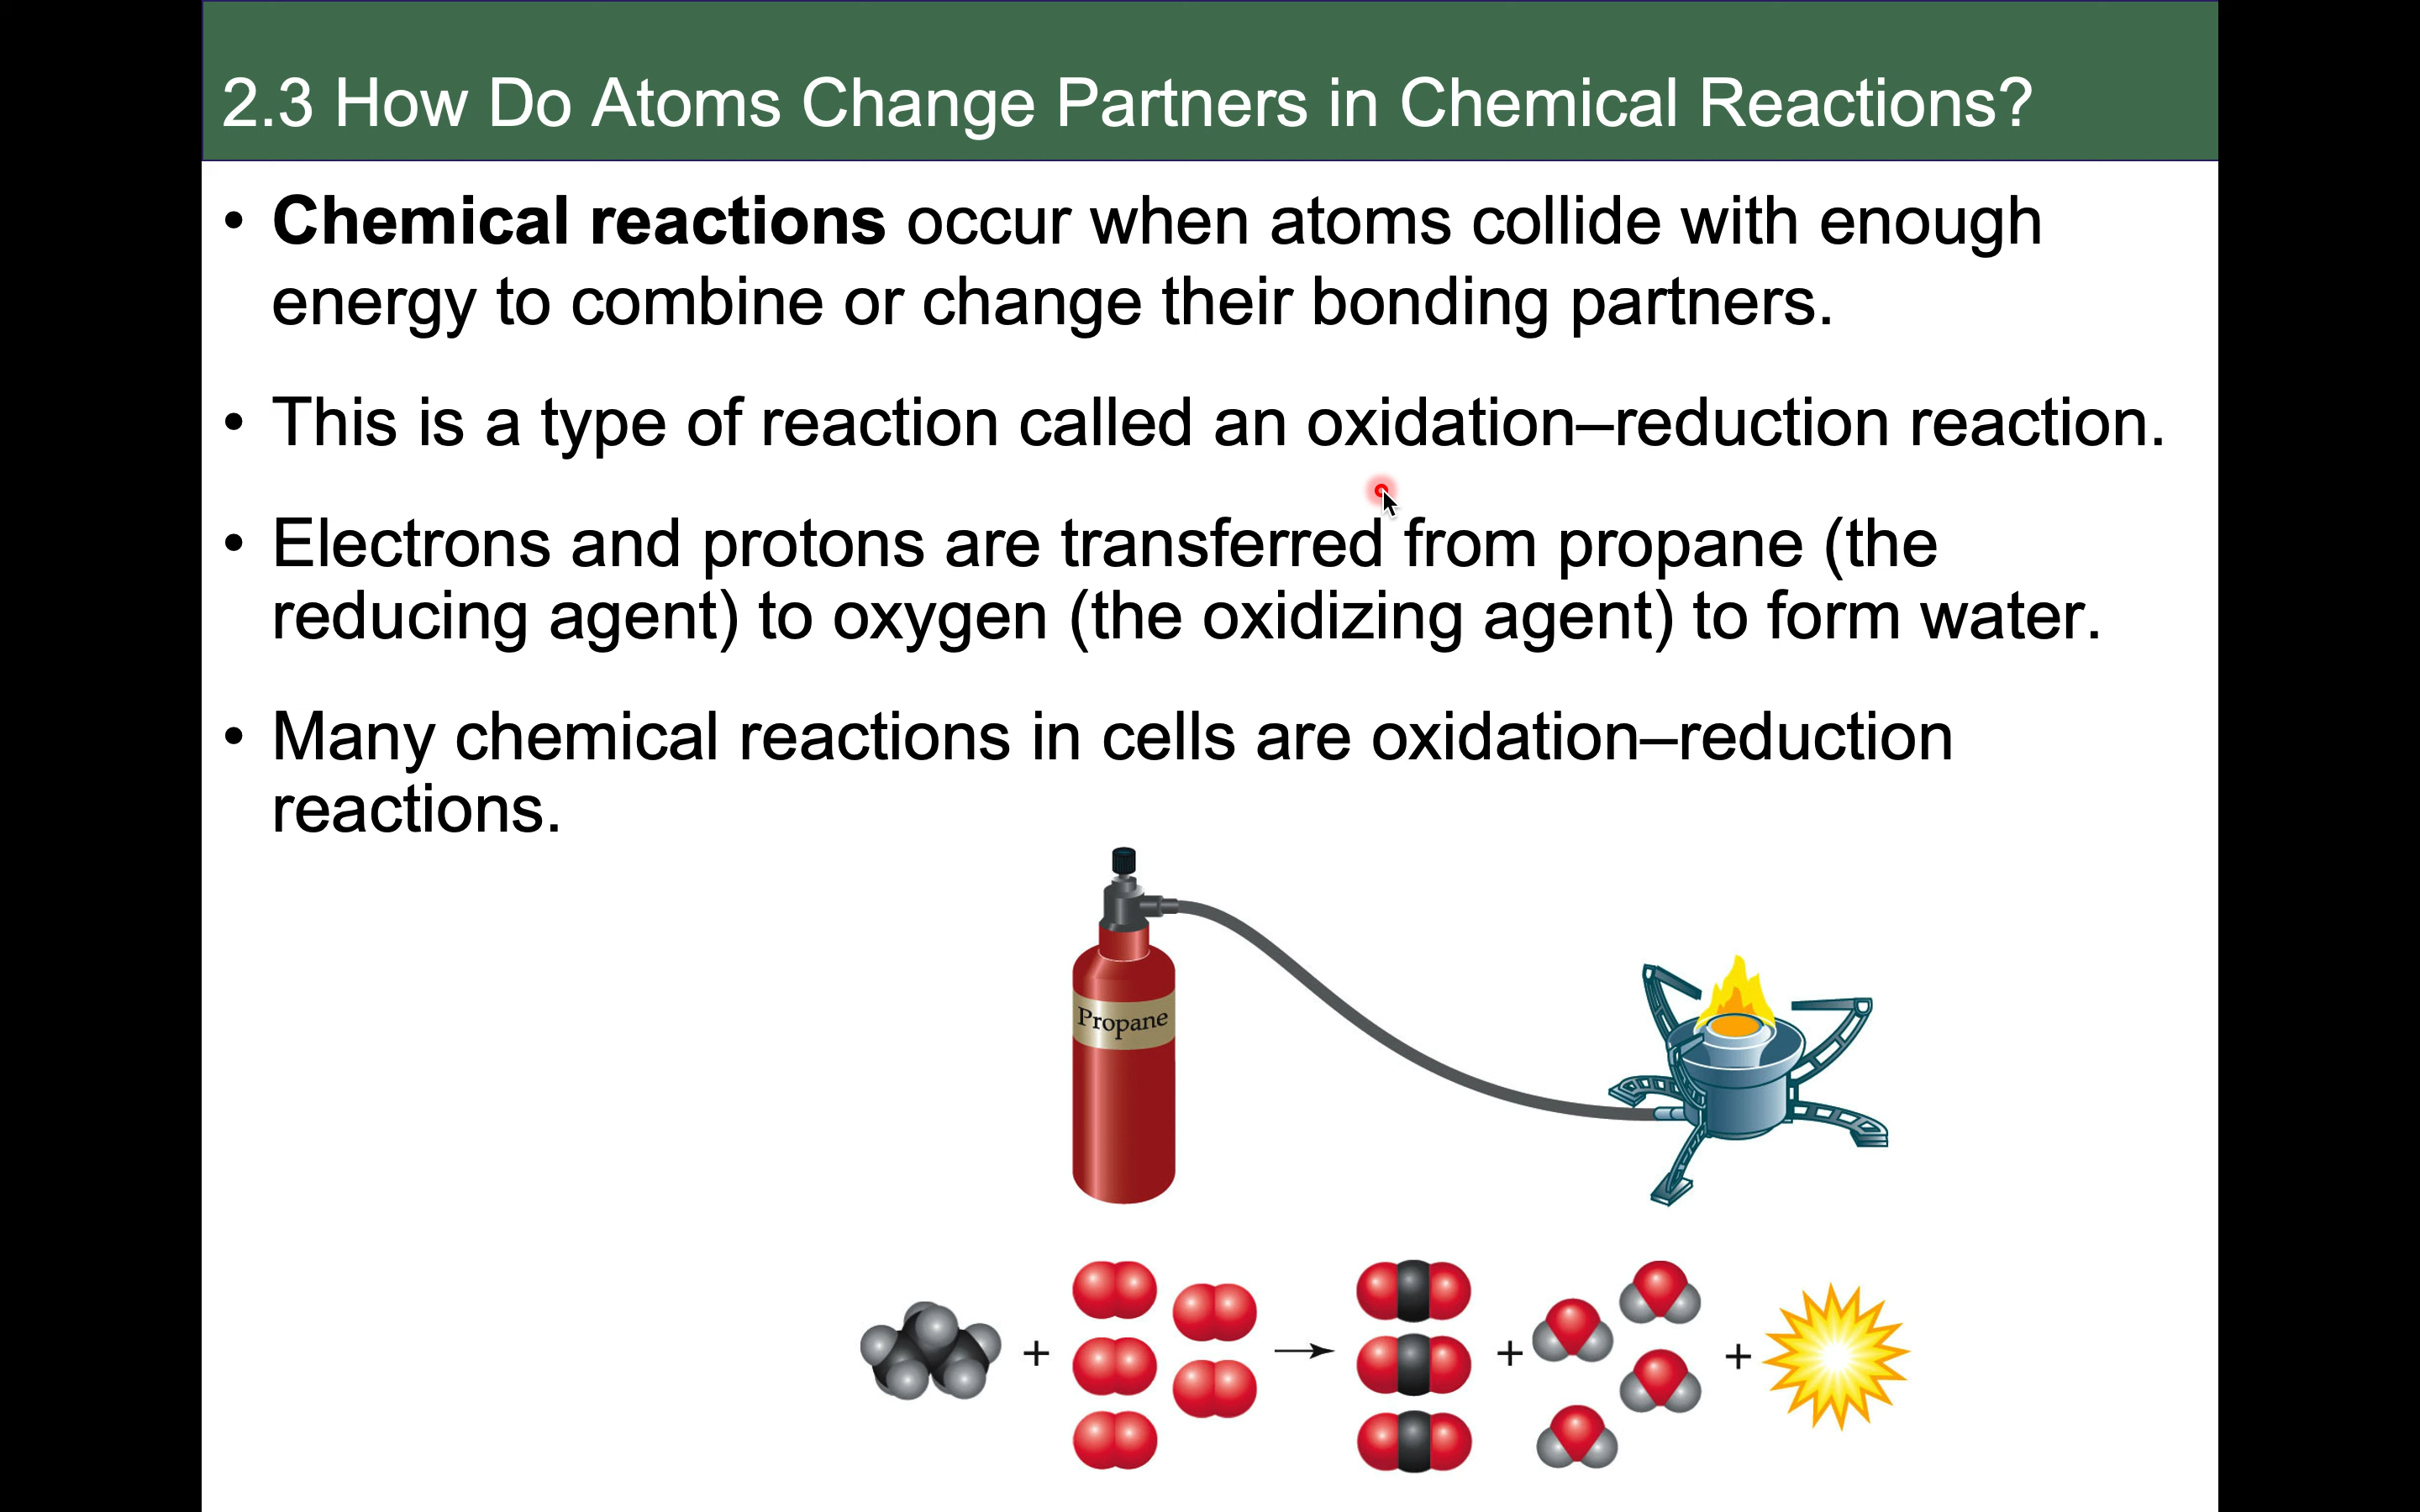 2.3 How Do Atoms Change Partners in Chemical Reactions?
• Chemical reactions occur when atoms collide with enough
energy to combine or change their bonding partners.
• This is a type of reaction called an oxidation–reduction reaction.
• Electrons and protons are transferred from propane (the
reducing agent) to oxygen (the oxidizing agent) to form water.
• Many chemical reactions in cells are oxidation–reduction
reactions.
Propane
+ → + +